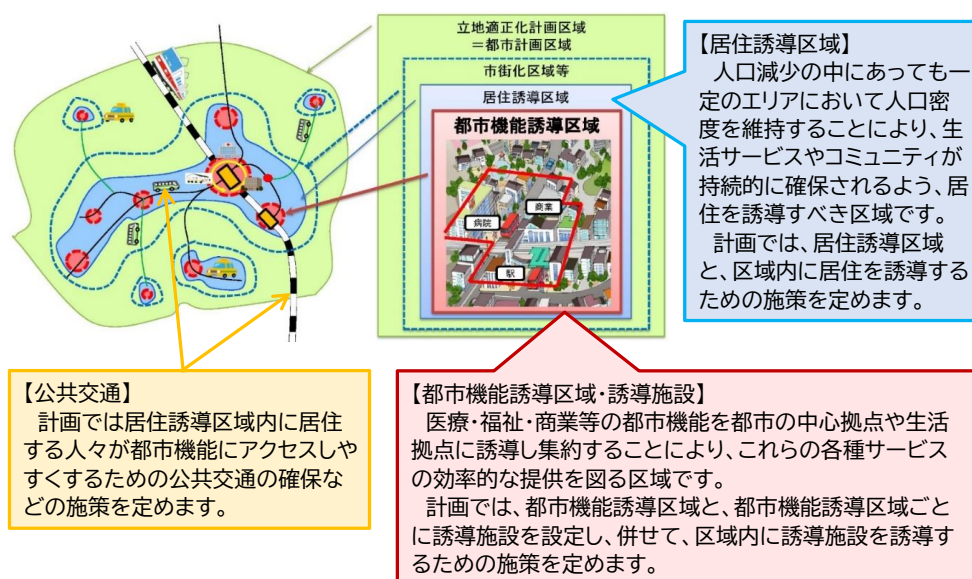 立地適正化計画区域
＝都市計画区域
市街化区域等
居住誘導区域
都市機能誘導区域
病院
商業
駅
【居住誘導区域】
　人口減少の中にあっても一
定のエリアにおいて人口密
度を維持することにより、生
活サービスやコミュニティが
持続的に確保されるよう、居
住を誘導すべき区域です。
　計画では、居住誘導区域
と、区域内に居住を誘導する
ための施策を定めます。
【公共交通】
　計画では居住誘導区域内に居住
する人々が都市機能にアクセスしや
すくするための公共交通の確保な
どの施策を定めます。
【都市機能誘導区域・誘導施設】
　医療・福祉・商業等の都市機能を都市の中心拠点や生活
拠点に誘導し集約することにより、これらの各種サービス
の効率的な提供を図る区域です。
　計画では、都市機能誘導区域と、都市機能誘導区域ごと
に誘導施設を設定し、併せて、区域内に誘導施設を誘導す
るための施策を定めます。